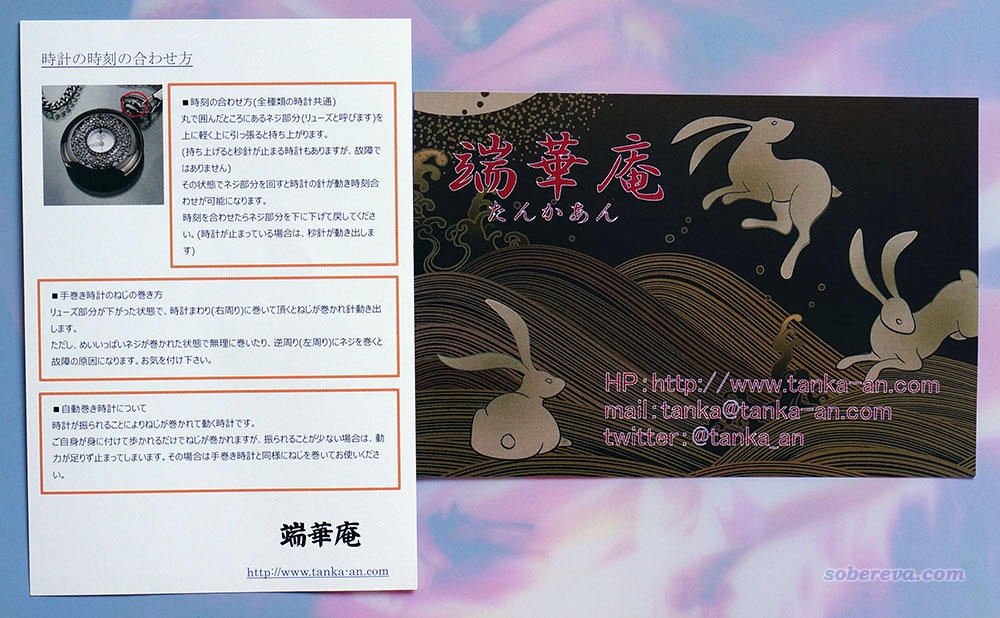 時計の時刻の合わせ方
■時刻の合わせ方(全種類の時計共通)
丸で囲んだところにあるネジ部分(リューズと呼びます)を
上に軽く上に引っ張ると持ち上がります。
(持ち上げると秒針が止まる時計もありますが、故障で
はありません)
その状態でネジ部分を回すと時計の針が動き時刻合
わせが可能になります。
時刻を合わせたらネジ部分を下に下げて戻してくださ
い。(時計が止まっている場合は、秒針が動き出しま
す)
■手巻き時計のねじの巻き方
リューズ部分が下がった状態で、時計まわり(右周り)に巻いて頂くとねじが巻かれ針動き出
します。
ただし、めいいっぱいネジが巻かれた状態で無理に巻いたり、逆周り(左周り)にネジを巻くと
故障の原因になります。お気を付け下さい。
■自動巻き時計について
時計が振られることによりねじが巻かれて動く時計です。
ご自身が身に付けて歩かれるだけでねじが巻かれますが、振られることが少ない場合は、動
力が足りず止まってしまいます。その場合は手巻き時計と同様にねじを巻いてお使いくださ
い。
端華庵
http://www.tanka-an.com
端華庵
たんかあん
HP:http://www.tanka-an.com
mail:tanka@tanka-an.com
twitter:@tanka_an
sobereva.com